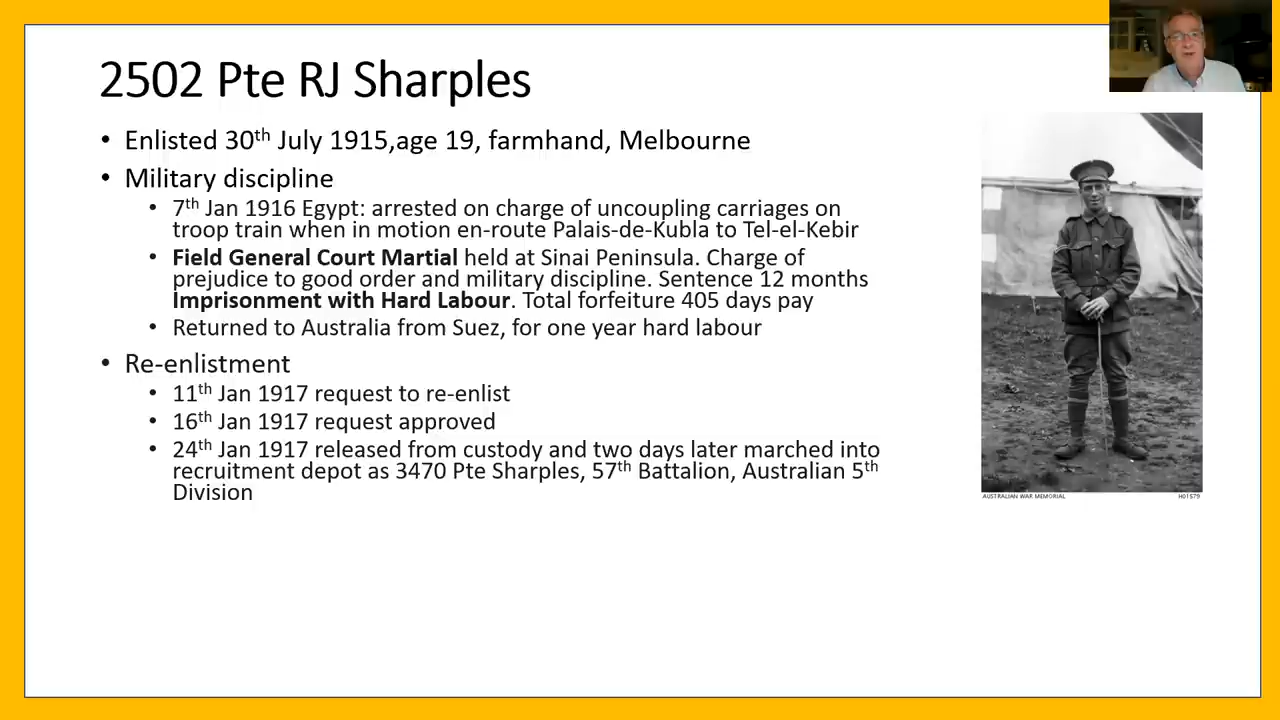 2502 Pte RJ Sharples
• Enlisted 30th July 1915,age 19, farmhand, Melbourne
• Military discipline
• 7th Jan 1916 Egypt: arrested on charge of uncoupling carriages on
troop train when in motion en-route Palais-de-Kubla to Tel-el-Kebir
• Field General Court Martial held at Sinai Peninsula. Charge of
prejudice to good order and military discipline. Sentence 12 months
Imprisonment with Hard Labour. Total forfeiture 405 days pay
• Returned to Australia from Suez, for one year hard labour
• Re-enlistment
• 11th Jan 1917 request to re-enlist
• 16th Jan 1917 request approved
• 24th Jan 1917 released from custody and two days later marched into
recruitment depot as 3470 Pte Sharples, 57th Battalion, Australian 5th
Division
AUSTRALIAN WAR MEMORIAL H01579